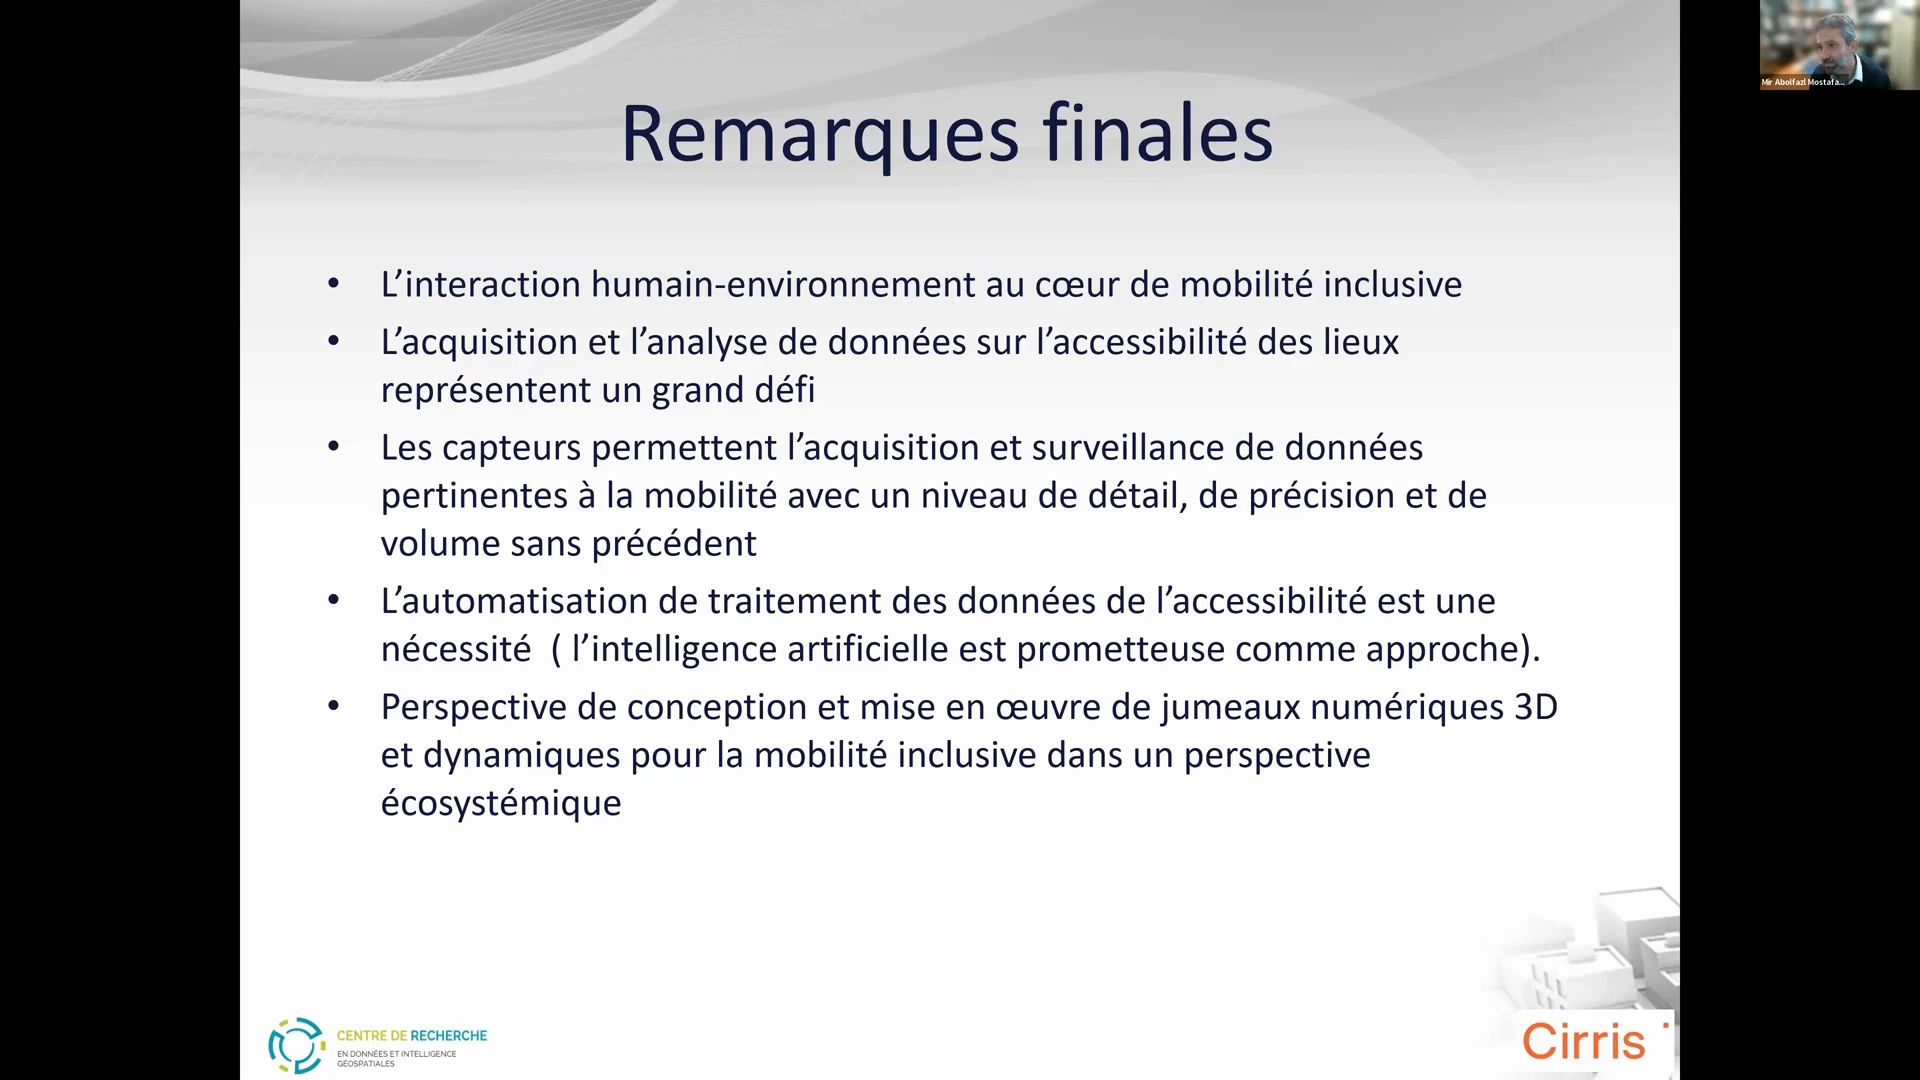 Mir Abolfazl Mostafa...
Remarques finales
• L’interaction humain-environnement au cœur de mobilité inclusive
• L’acquisition et l’analyse de données sur l’accessibilité des lieux
représentent un grand défi
• Les capteurs permettent l’acquisition et surveillance de données
pertinentes à la mobilité avec un niveau de détail, de précision et de
volume sans précédent
• L’automatisation de traitement des données de l’accessibilité est une
nécessité  ( l’intelligence artificielle est prometteuse comme approche).
• Perspective de conception et mise en œuvre de jumeaux numériques 3D
et dynamiques pour la mobilité inclusive dans un perspective
écosystémique
CENTRE DE RECHERCHE
EN DONNÉES ET INTELLIGENCE
GÉOSPATIALES
Cirris